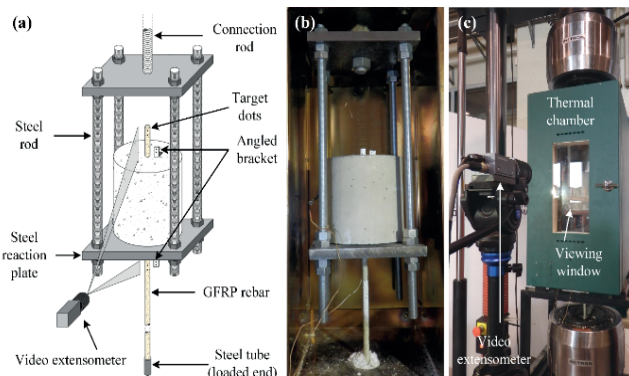 (a)
Connection
rod
Target
dots
Steel
rod
Angled
bracket
Steel
reaction
plate
GFRP rebar
Video extensometer
Steel tube
(loaded end)
(b)
(c)
Thermal
chamber
Viewing
window
Video
extensometer
INSTRON